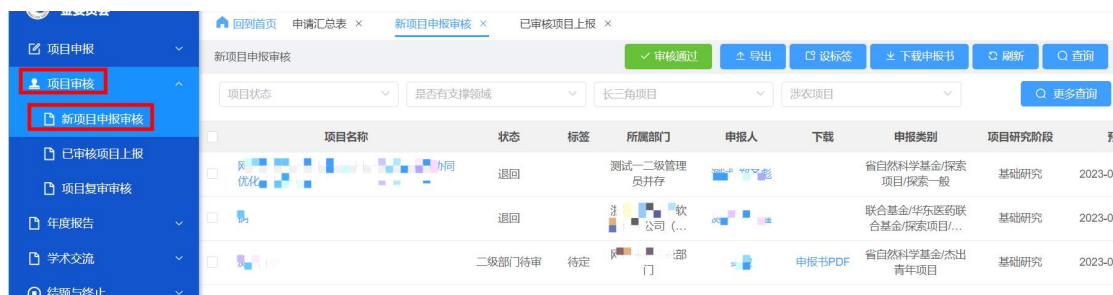 回到首页 申请汇总表 × 新项目申报审核 × 已审核项目上报 ×
项目申报
新项目申报审核 审核通过 导出 设标签 下载申报书 刷新 查询
项目审核
项目状态 是否有支撑领域 长三角项目 涉农项目 更多查询
新项目申报审核
项目名称 状态 标签 所属部门 申报人 下载 申报类别 项目研究阶段
已审核项目上报
协同
优化
退回
测试一二级管理
员并存
省自然科学基金/探索
项目/探索一般
基础研究 2023-0
项目复审审核
年度报告
退回
软
公司（...
联合基金/华东医药联
合基金/探索项目/...
基础研究 2023-0
学术交流
二级部门待审 待定
部
门
申报书PDF
省自然科学基金/杰出
青年项目
基础研究 2023-0
结题与终止